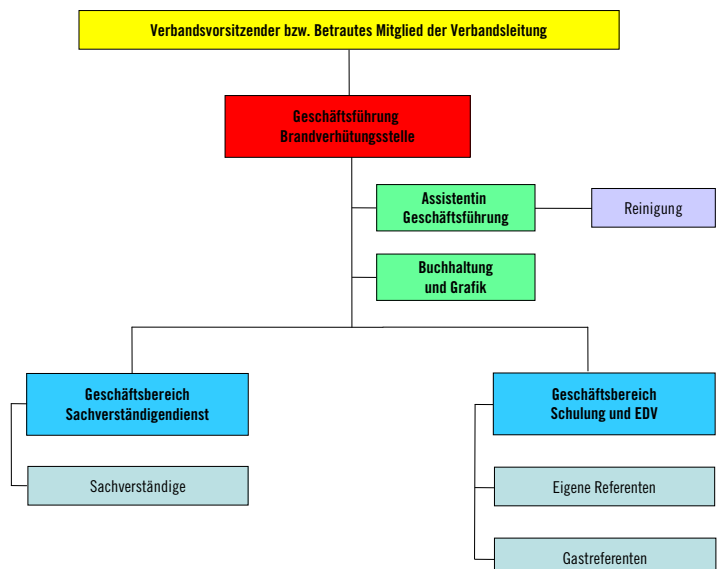 Verbandsvorsitzender bzw. Betrautes Mitglied der Verbandsleitung
Geschäftsführung
Brandverhütungsstelle
Assistentin
Geschäftsführung
Reinigung
Buchhaltung
und Grafik
Geschäftsbereich
Sachverständigendienst
Geschäftsbereich
Schulung und EDV
Sachverständige
Eigene Referenten
Gastreferenten